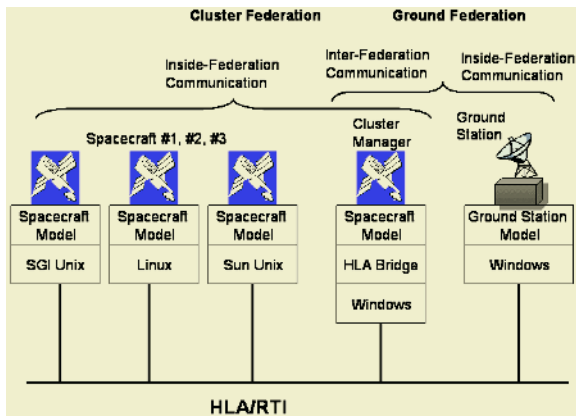 Cluster Federation
Ground Federation
Inside-Federation
Communication
Inter-Federation
Communication
Inside-Federation
Communication
Spacecraft #1, #2, #3
Cluster
Manager
Ground
Station
Spacecraft
Model
SGI Unix
Spacecraft
Model
Linux
Spacecraft
Model
Sun Unix
Spacecraft
Model
HLA Bridge
Windows
Ground Station
Model
Windows
HLA/RTI